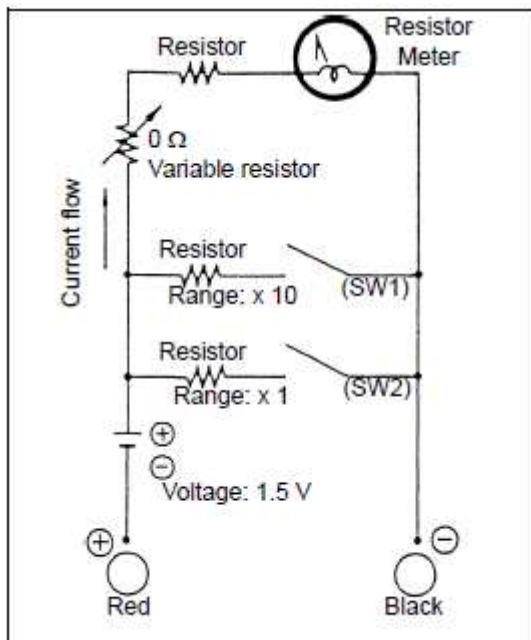 Resistor
Resistor
Meter
0 Ω
Variable resistor
Current flow
Resistor
Range: x 10
(SW1)
Resistor
Range: x 1
(SW2)
⊕
⊖
Voltage: 1.5 V
⊕
⊖
Red
Black